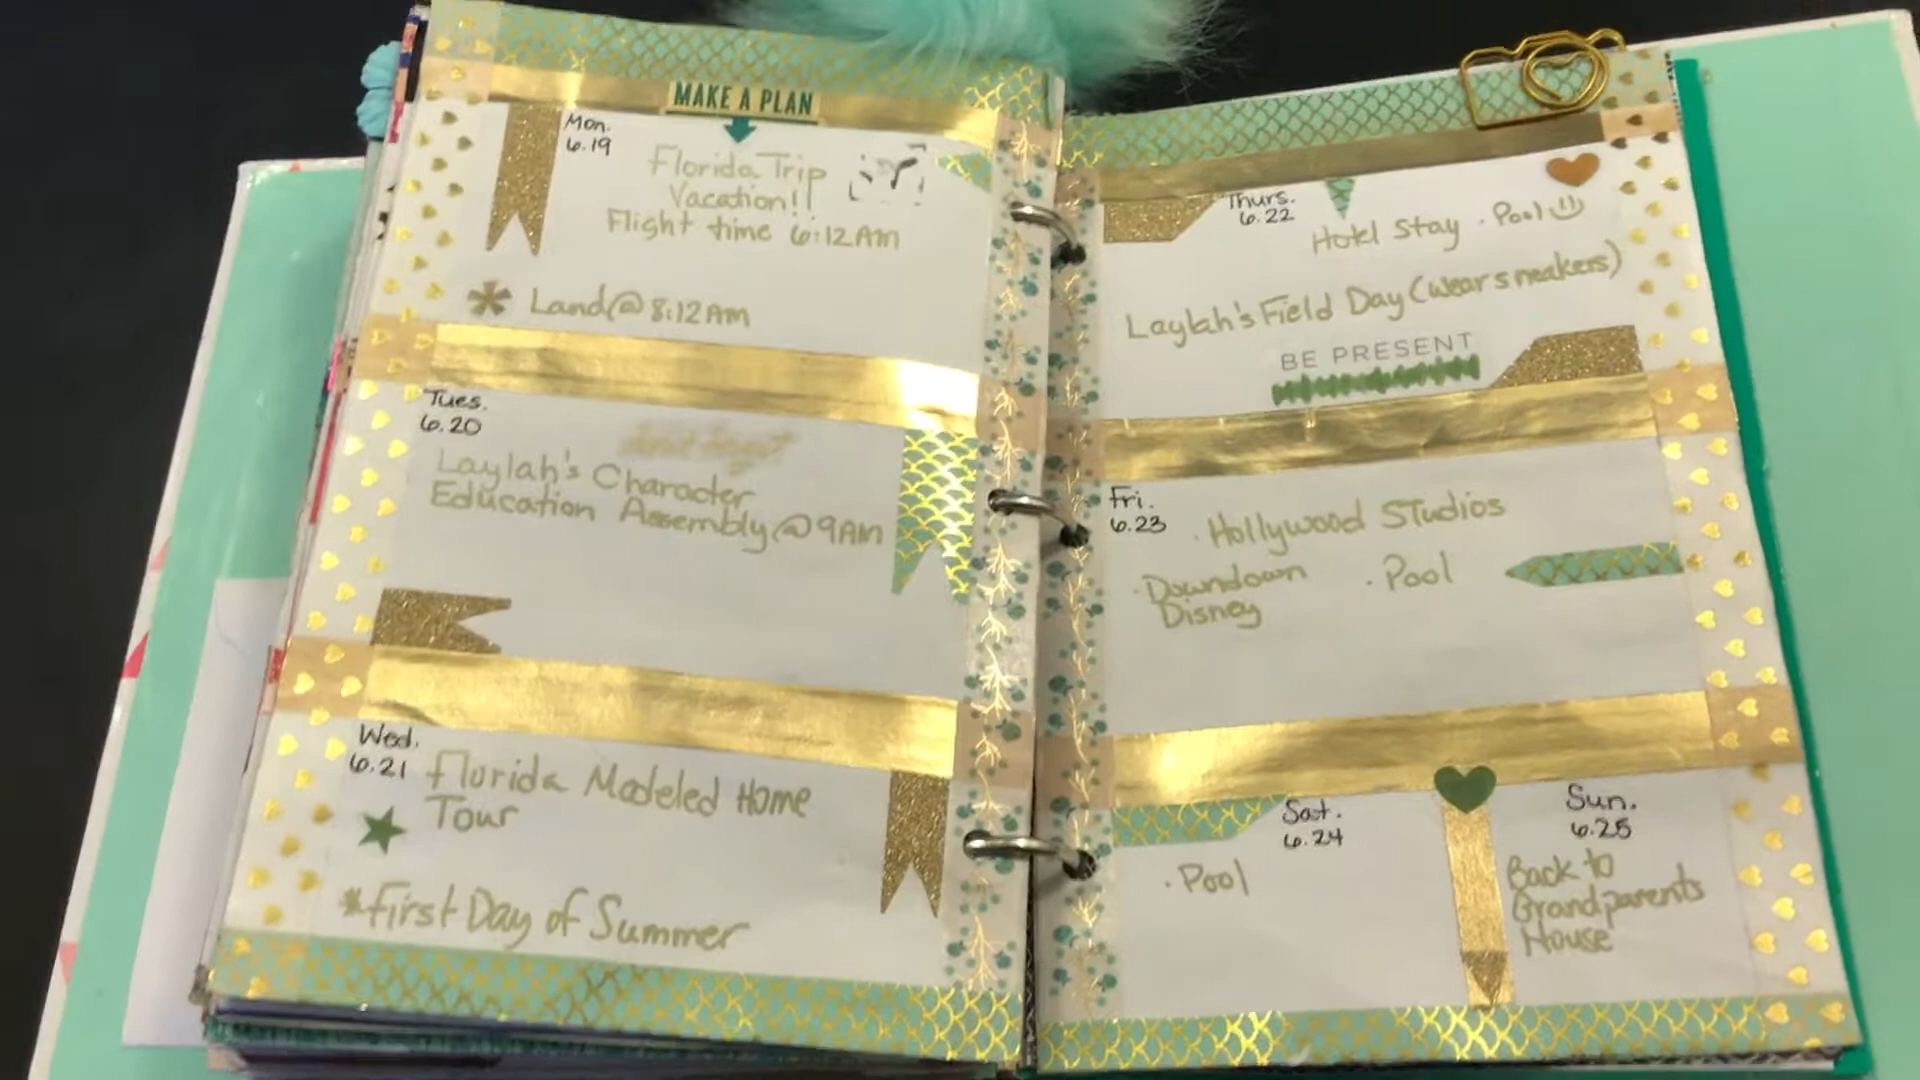 MAKE A PLAN
Mon.
6.19
Florida Trip
Vacation!!
Flight time 6:12AM
* Land@8:12AM
Tues.
6.20
don't forget
Laylah's Character
Education Assembly@9AM
Wed.
6.21
Florida Modeled Home
Tour
*First Day of Summer
Thurs.
6.22
Hotel Stay · Pool
Laylah's Field Day (wear sneakers)
BE PRESENT
Fri.
6.23
· Hollywood Studios
· Downdown
Disney
· Pool
Sat.
6.24
· Pool
Sun.
6.25
Back to
Grandparents
House